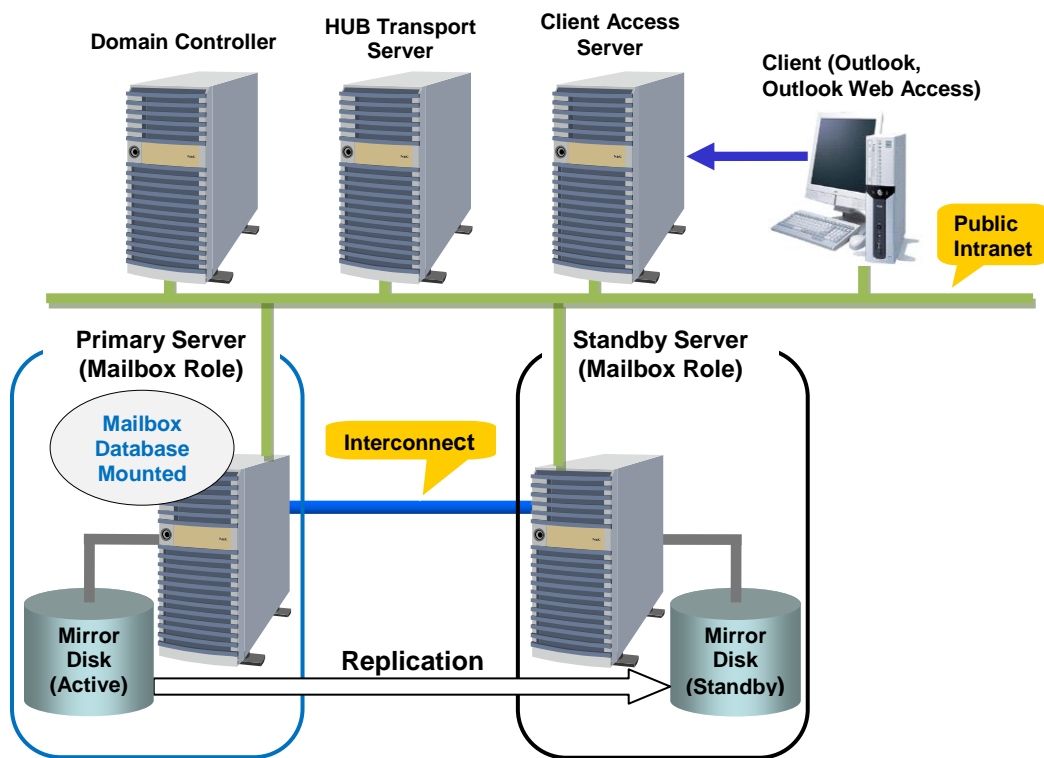 Domain Controller
HUB Transport
Server
Client Access
Server
Client (Outlook,
Outlook Web Access)
Public
Intranet
Primary Server
(Mailbox Role)
Standby Server
(Mailbox Role)
Mailbox
Database
Mounted
Interconnect
Mirror
Disk
(Active)
Replication
Mirror
Disk
(Standby)